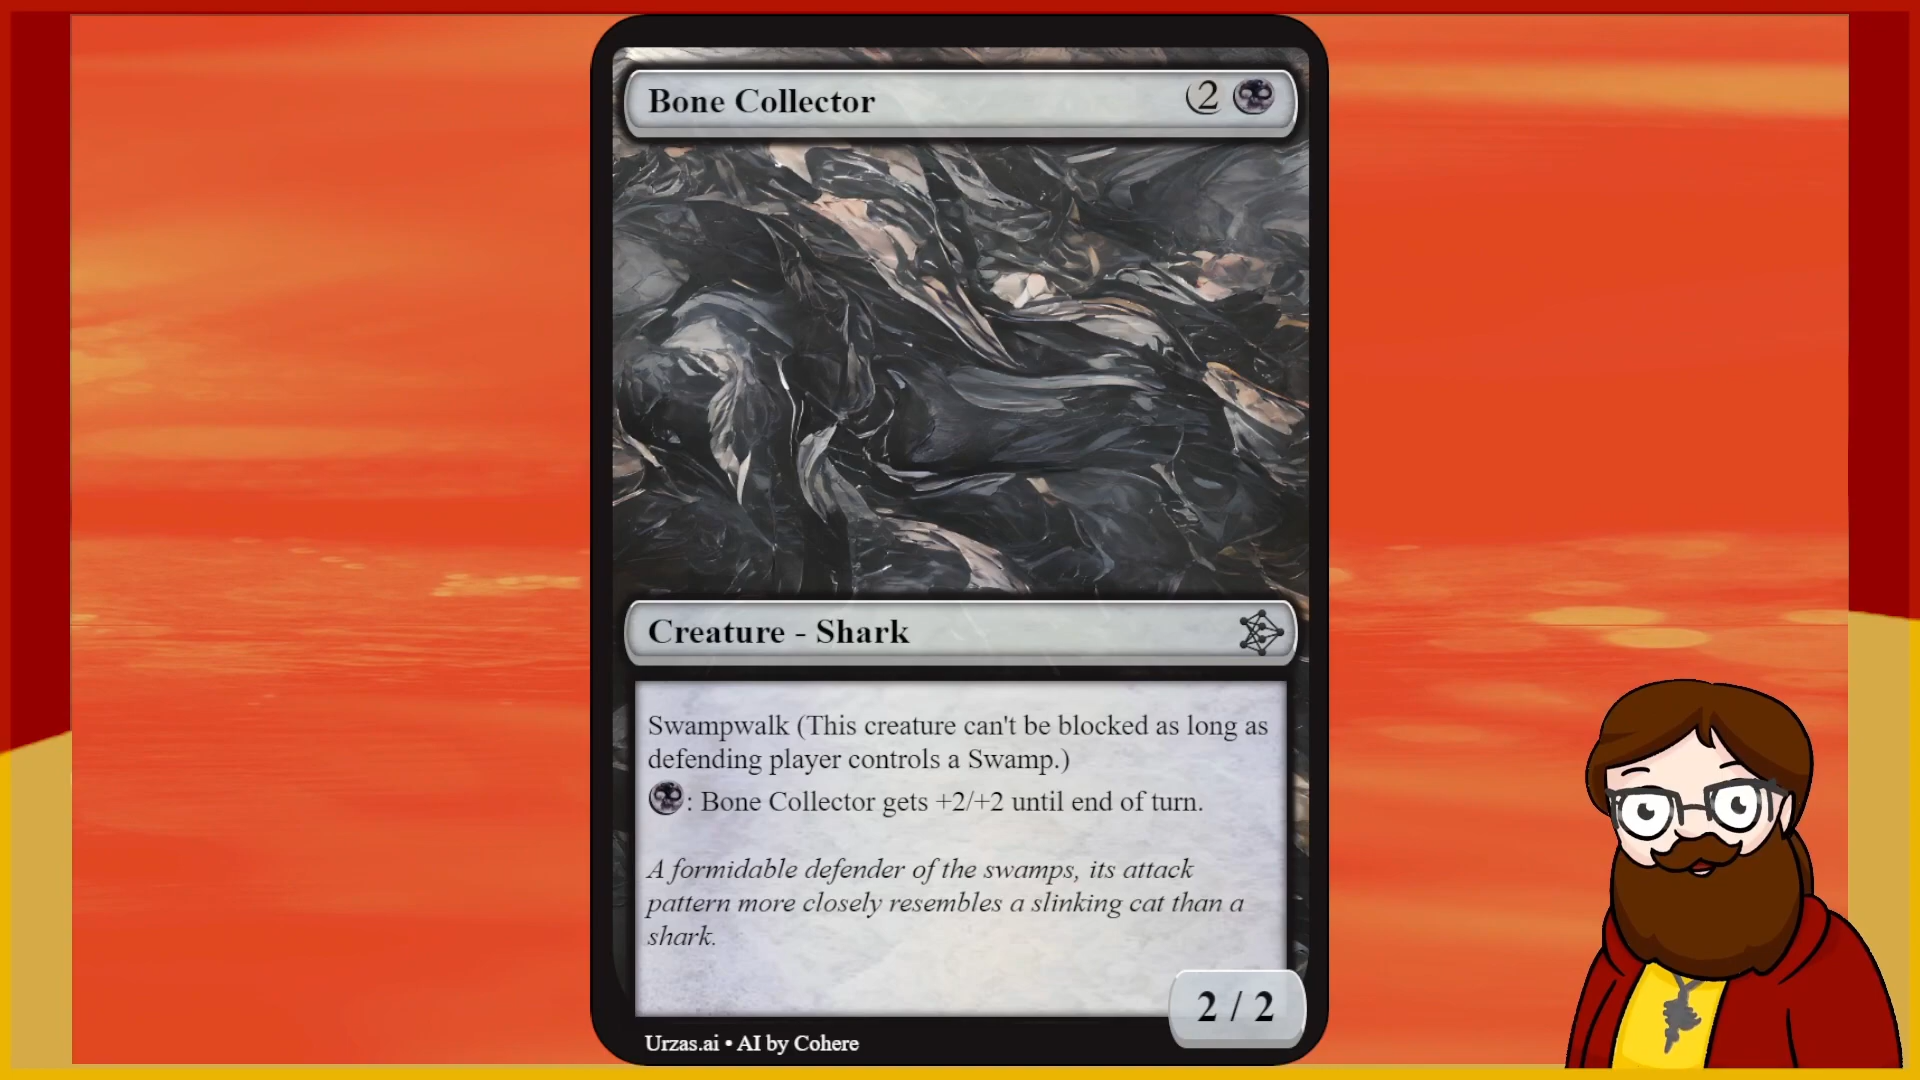 Bone Collector
2
Creature - Shark
Swampwalk (This creature can't be blocked as long as
defending player controls a Swamp.)
: Bone Collector gets +2/+2 until end of turn.
A formidable defender of the swamps, its attack
pattern more closely resembles a slinking cat than a
shark.
2 / 2
Urzas.ai • AI by Cohere